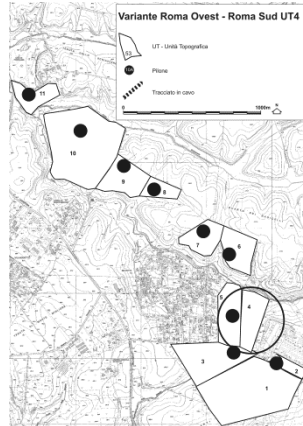 Variante Roma Ovest - Roma Sud UT4
53
UT - Unità Topografica
Pilone
Tracciato in cavo
0
1000m
11
10
9
8
7
6
5
4
3
2
1